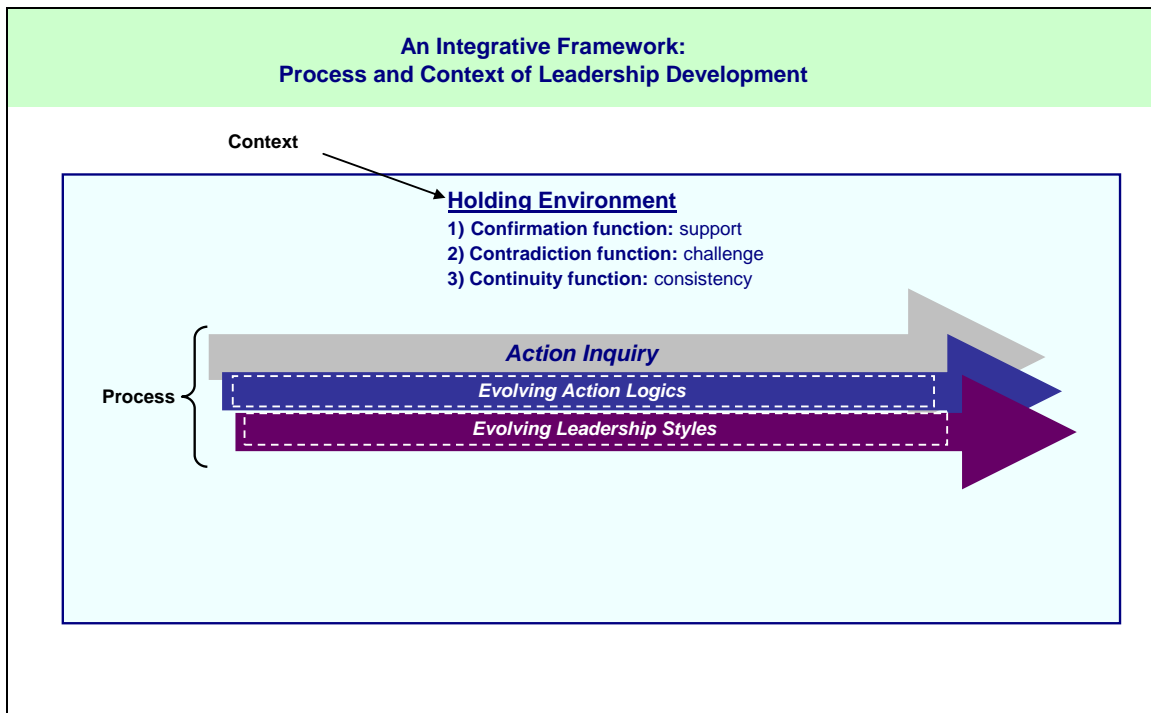 An Integrative Framework:
Process and Context of Leadership Development
Context
Holding Environment
1) Confirmation function: support
2) Contradiction function: challenge
3) Continuity function: consistency
Action Inquiry
Evolving Action Logics
Process
Evolving Leadership Styles